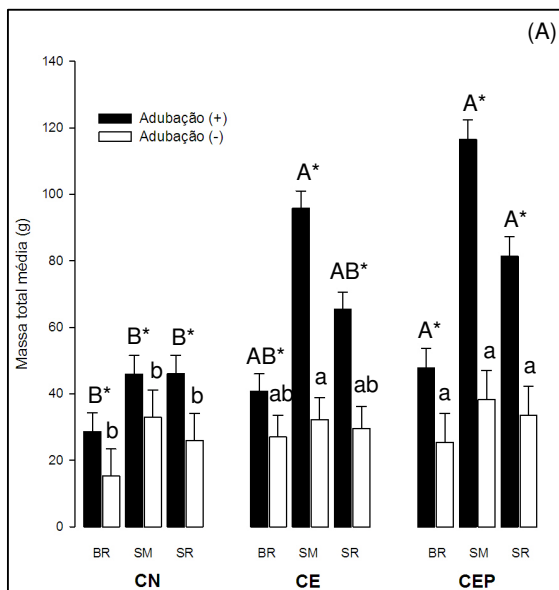 (A)
140
120
100
80
60
40
20
0
Massa total média (g)
Adubação (+)
Adubação (-)
B*
b
B*
b
B*
b
AB*
ab
A*
a
AB*
ab
A*
a
A*
a
A*
a
BR SM SR BR SM SR BR SM SR
CN CE CEP